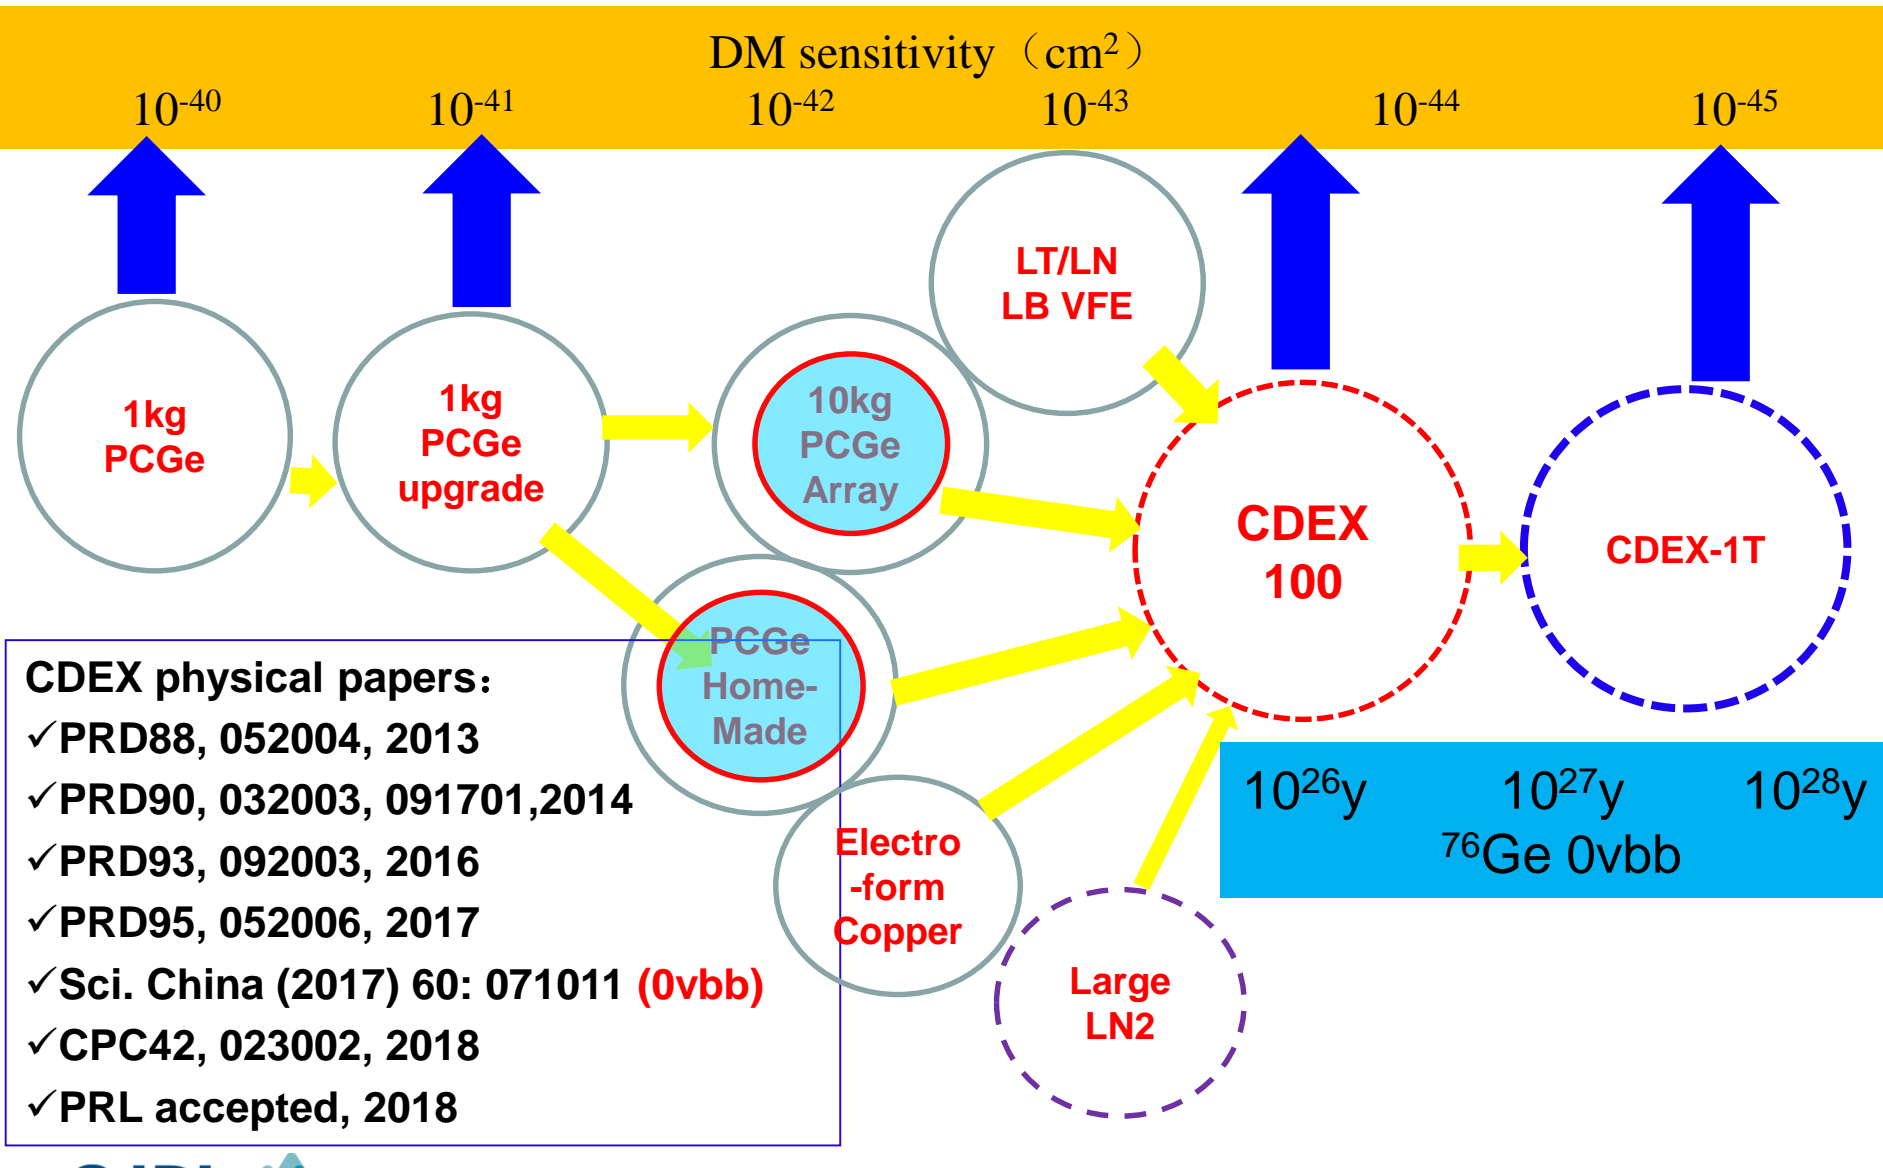 DM sensitivity（cm²）
10⁻⁴⁰ 10⁻⁴¹ 10⁻⁴² 10⁻⁴³ 10⁻⁴⁴ 10⁻⁴⁵
1kg
PCGe
1kg
PCGe
upgrade
10kg
PCGe
Array
LT/LN
LB VFE
PCGe
Home-
Made
Electro
-form
Copper
Large
LN2
CDEX
100
CDEX-1T
10²⁶y 10²⁷y 10²⁸y
⁷⁶Ge 0vbb
CDEX physical papers：
✓PRD88, 052004, 2013
✓PRD90, 032003, 091701,2014
✓PRD93, 092003, 2016
✓PRD95, 052006, 2017
✓Sci. China (2017) 60: 071011 (0vbb)
✓CPC42, 023002, 2018
✓PRL accepted, 2018